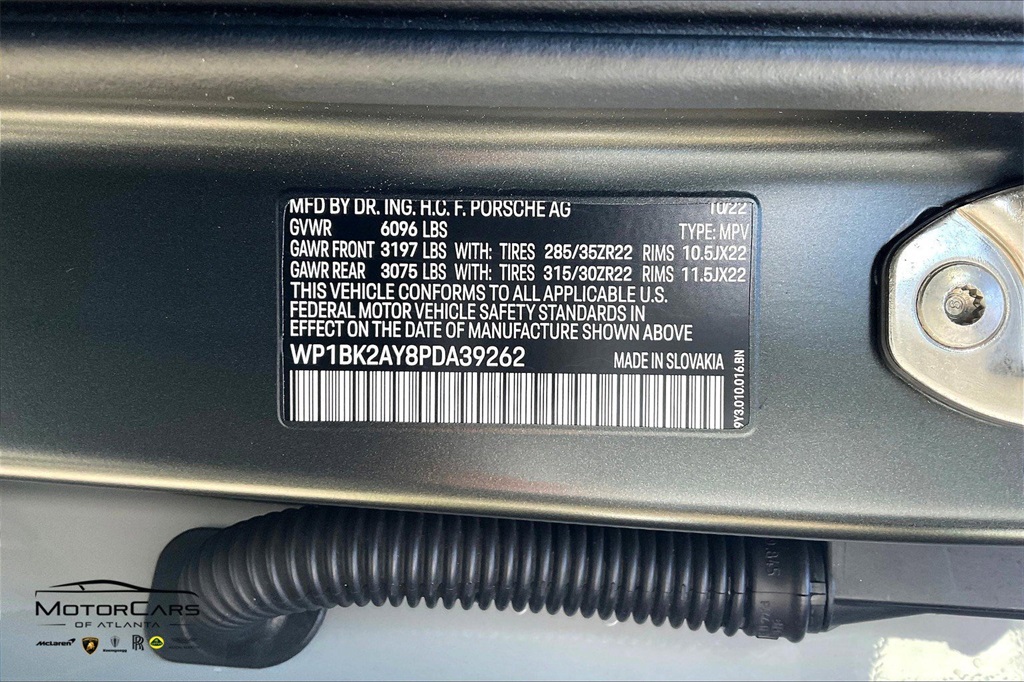 MFD BY DR. ING. H.C. F. PORSCHE AG 10/22
GVWR 6096 LBS TYPE: MPV
GAWR FRONT 3197 LBS WITH: TIRES 285/35ZR22 RIMS 10.5JX22
GAWR REAR 3075 LBS WITH: TIRES 315/30ZR22 RIMS 11.5JX22
THIS VEHICLE CONFORMS TO ALL APPLICABLE U.S.
FEDERAL MOTOR VEHICLE SAFETY STANDARDS IN
EFFECT ON THE DATE OF MANUFACTURE SHOWN ABOVE
WP1BK2AY8PDA39262 MADE IN SLOVAKIA
9Y3.010.016.BN
MOTORCARS
OF ATLANTA
McLaren Koenigsegg